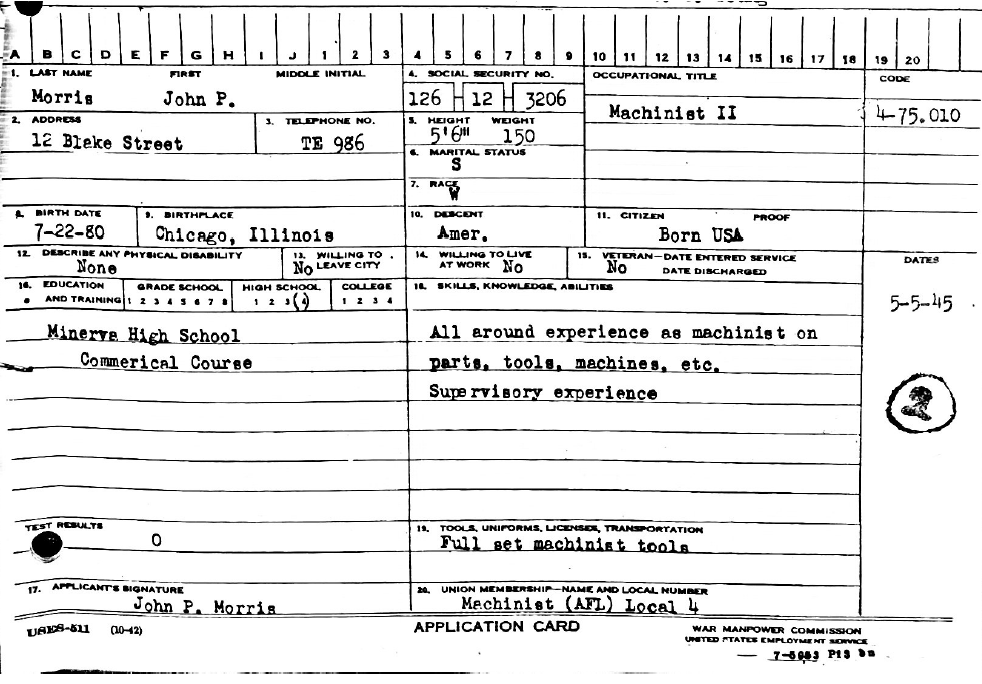 A B C D E F G H I J 1 2 3 4 5 6 7 8 9 10 11 12 13 14 15 16 17 18 19 20
1. LAST NAME FIRST MIDDLE INITIAL
Morris John P.
4. SOCIAL SECURITY NO.
126 12 3206
OCCUPATIONAL TITLE
Machinist II
CODE
4-75.010
2. ADDRESS
12 Blake Street
3. TELEPHONE NO.
TE 986
5. HEIGHT WEIGHT
5'6"' 150
6. MARITAL STATUS
S
7. RACE
W
8. BIRTH DATE
7-22-80
9. BIRTHPLACE
Chicago, Illinois
10. DESCENT
Amer.
11. CITIZEN PROOF
Born USA
12. DESCRIBE ANY PHYSICAL DISABILITY
None
13. WILLING TO
No LEAVE CITY
14. WILLING TO LIVE
AT WORK No
15. VETERAN—DATE ENTERED SERVICE
No DATE DISCHARGED
DATES
5-5-45
16. EDUCATION
AND TRAINING
GRADE SCHOOL
1 2 3 4 5 6 7 8
HIGH SCHOOL
1 2 3 (4)
COLLEGE
1 2 3 4
Minerva High School
Commerical Course
18. SKILLS, KNOWLEDGE, ABILITIES
All around experience as machinist on
parts, tools, machines, etc.
Supervisory experience
2
TEST RESULTS
O
19. TOOLS, UNIFORMS, LICENSES, TRANSPORTATION
Full set machinist tools
17. APPLICANT'S SIGNATURE
John P. Morris
20. UNION MEMBERSHIP—NAME AND LOCAL NUMBER
Machinist (AFL) Local 4
USES-511 (10-42)
APPLICATION CARD
WAR MANPOWER COMMISSION
UNITED STATES EMPLOYMENT SERVICE